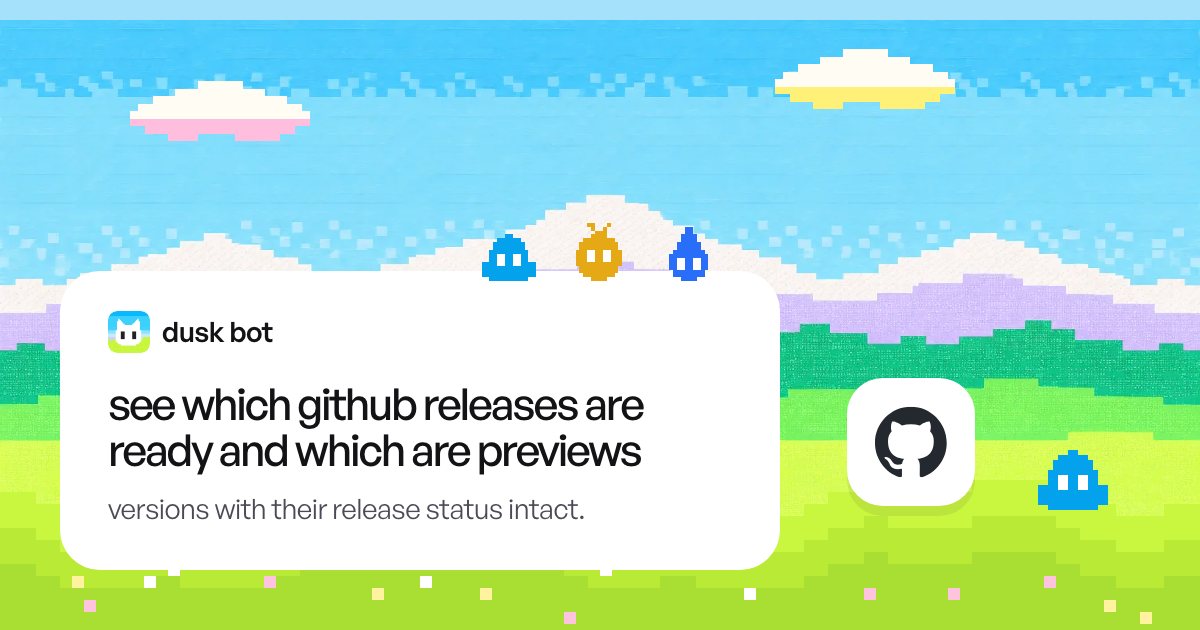 dusk bot
see which github releases are
ready and which are previews
versions with their release status intact.